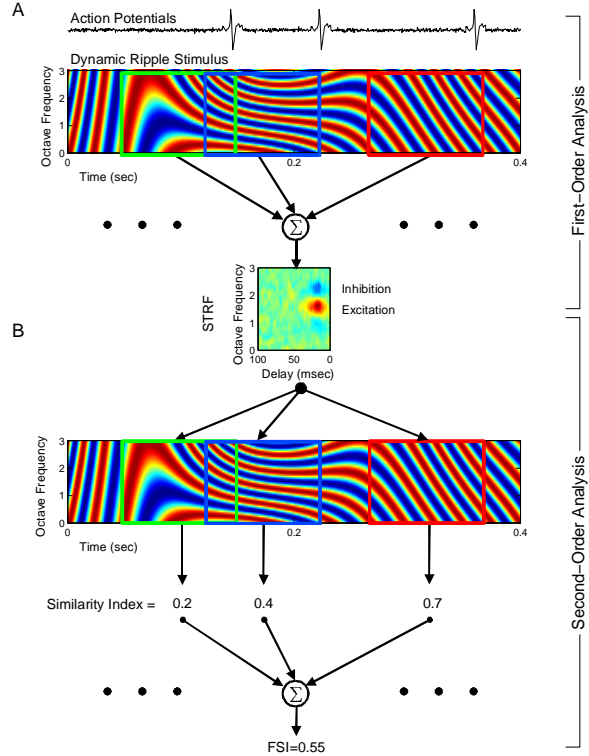 A
Action Potentials
Dynamic Ripple Stimulus
Octave Frequency
3
2
1
0
0
0.2
0.4
Time (sec)
First−Order Analysis
Σ
STRF
Octave Frequency
3
2
1
0
100
50
0
Delay (msec)
Inhibition
Excitation
B
Octave Frequency
3
2
1
0
0
0.2
0.4
Time (sec)
Second−Order Analysis
Similarity Index = 0.2 0.4 0.7
Σ
FSI=0.55